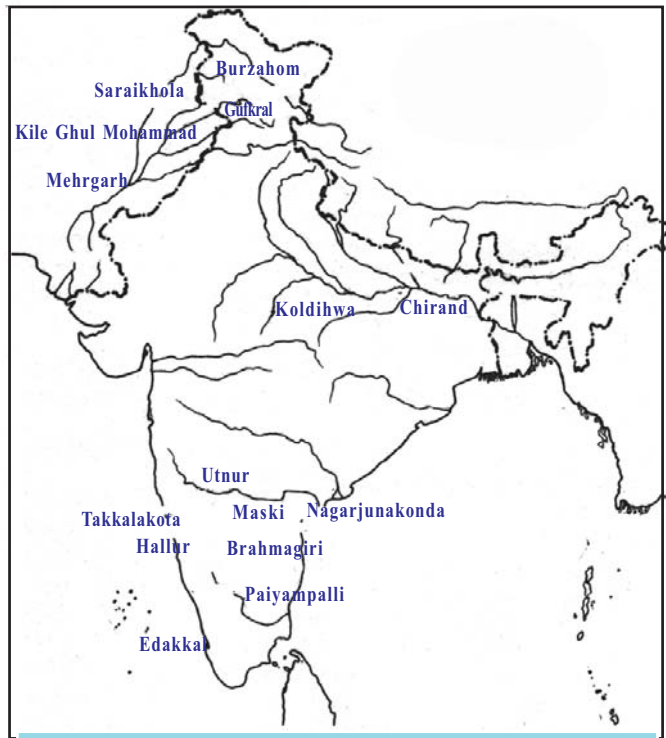 Burzahom
Saraikhola
Gufkral
Kile Ghul Mohammad
Mehrgarh
Koldihwa
Chirand
Utnur
Maski
Nagarjunakonda
Takkalakota
Hallur
Brahmagiri
Paiyampalli
Edakkal